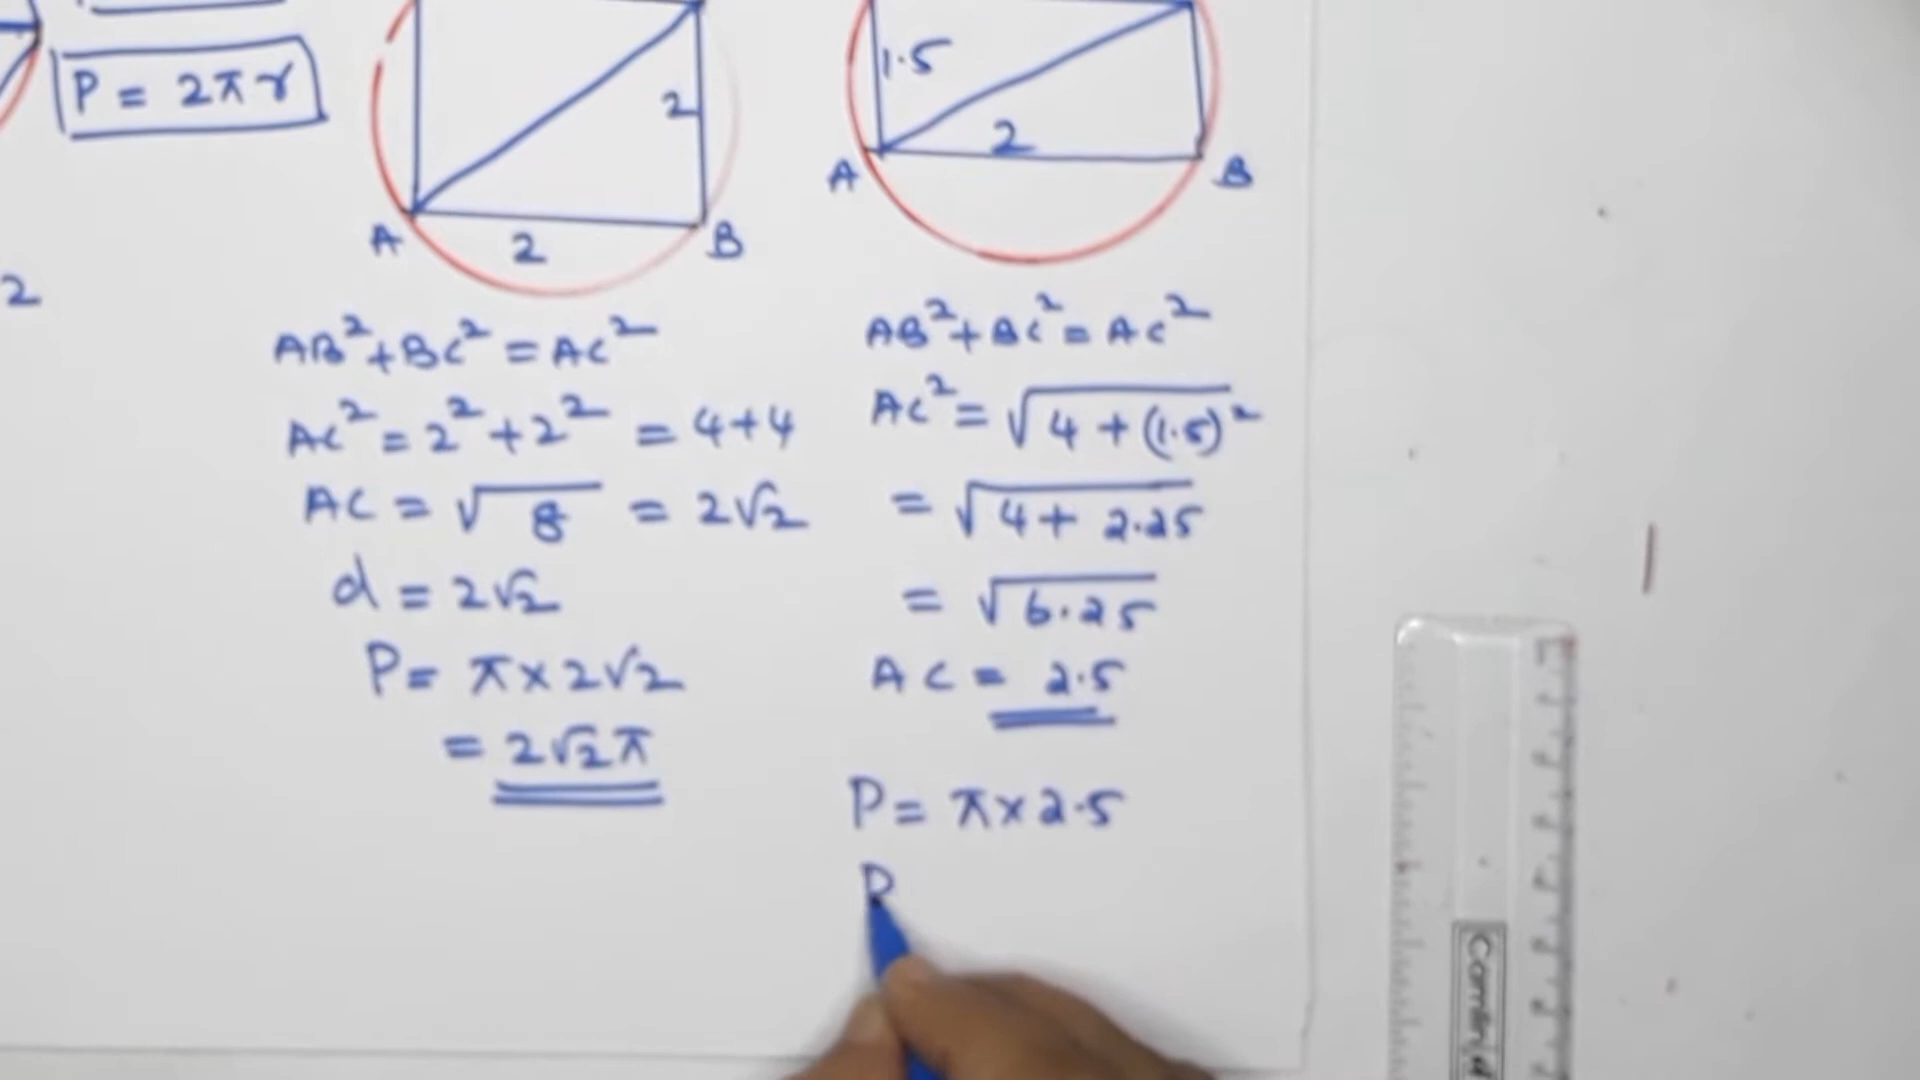 P = 2πr
2
2
2
A
B
AB²+BC² = AC²
AC² = 2²+2² = 4+4
AC = √8 = 2√2
d = 2√2
P = π×2√2
= 2√2π
1.5
2
A
B
AB²+BC² = AC²
AC² = √4+(1.5)²
= √4+ 2.25
= √6.25
AC = 2.5
P = π×2.5
P